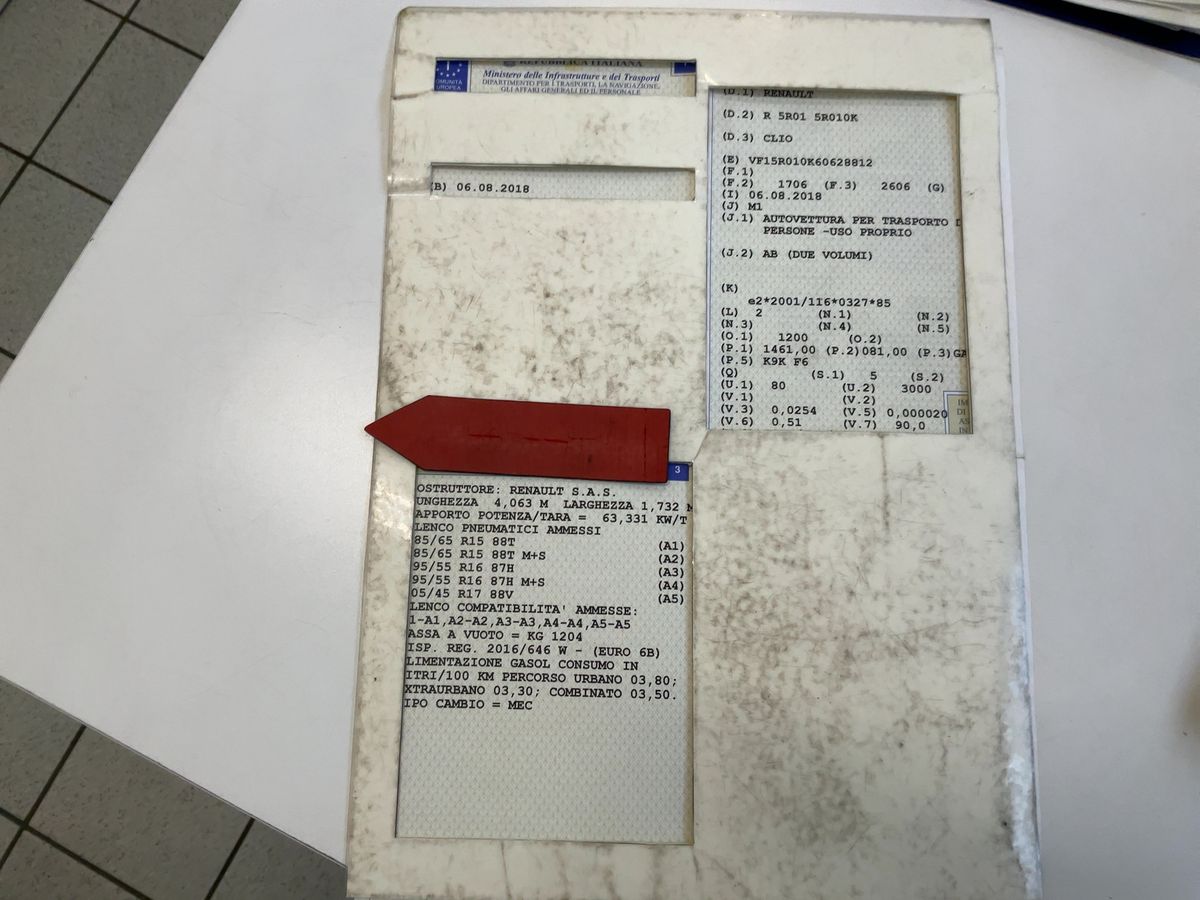 REPUBBLICA ITALIANA
COMUNITÀ
EUROPEA
Ministero delle Infrastrutture e dei Trasporti
DIPARTIMENTO PER I TRASPORTI, LA NAVIGAZIONE,
GLI AFFARI GENERALI ED IL PERSONALE
(B) 06.08.2018
(D.1) RENAULT
(D.2) R 5R01 5R010K
(D.3) CLIO
(E) VF15R010K60628812
(F.1)
(F.2) 1706 (F.3) 2606 (G)
(I) 06.08.2018
(J) M1
(J.1) AUTOVETTURA PER TRASPORTO D
PERSONE -USO PROPRIO
(J.2) AB (DUE VOLUMI)
(K)
e2*2001/116*0327*85
(L) 2 (N.1) (N.2)
(N.3) (N.4) (N.5)
(O.1) 1200 (O.2)
(P.1) 1461,00 (P.2)081,00 (P.3)GA
(P.5) K9K F6
(Q) (S.1) 5 (S.2)
(U.1) 80 (U.2) 3000
(V.1) (V.2)
(V.3) 0,0254 (V.5) 0,000020
(V.6) 0,51 (V.7) 90,0
IM
DI
AS
IN
3
OSTRUTTORE: RENAULT S.A.S.
UNGHEZZA 4,063 M LARGHEZZA 1,732 M
APPORTO POTENZA/TARA = 63,331 KW/T
LENCO PNEUMATICI AMMESSI
85/65 R15 88T (A1)
85/65 R15 88T M+S (A2)
95/55 R16 87H (A3)
95/55 R16 87H M+S (A4)
05/45 R17 88V (A5)
LENCO COMPATIBILITA' AMMESSE:
1-A1,A2-A2,A3-A3,A4-A4,A5-A5
ASSA A VUOTO = KG 1204
ISP. REG. 2016/646 W - (EURO 6B)
LIMENTAZIONE GASOL CONSUMO IN
ITRI/100 KM PERCORSO URBANO 03,80;
XTRAURBANO 03,30; COMBINATO 03,50.
IPO CAMBIO = MEC